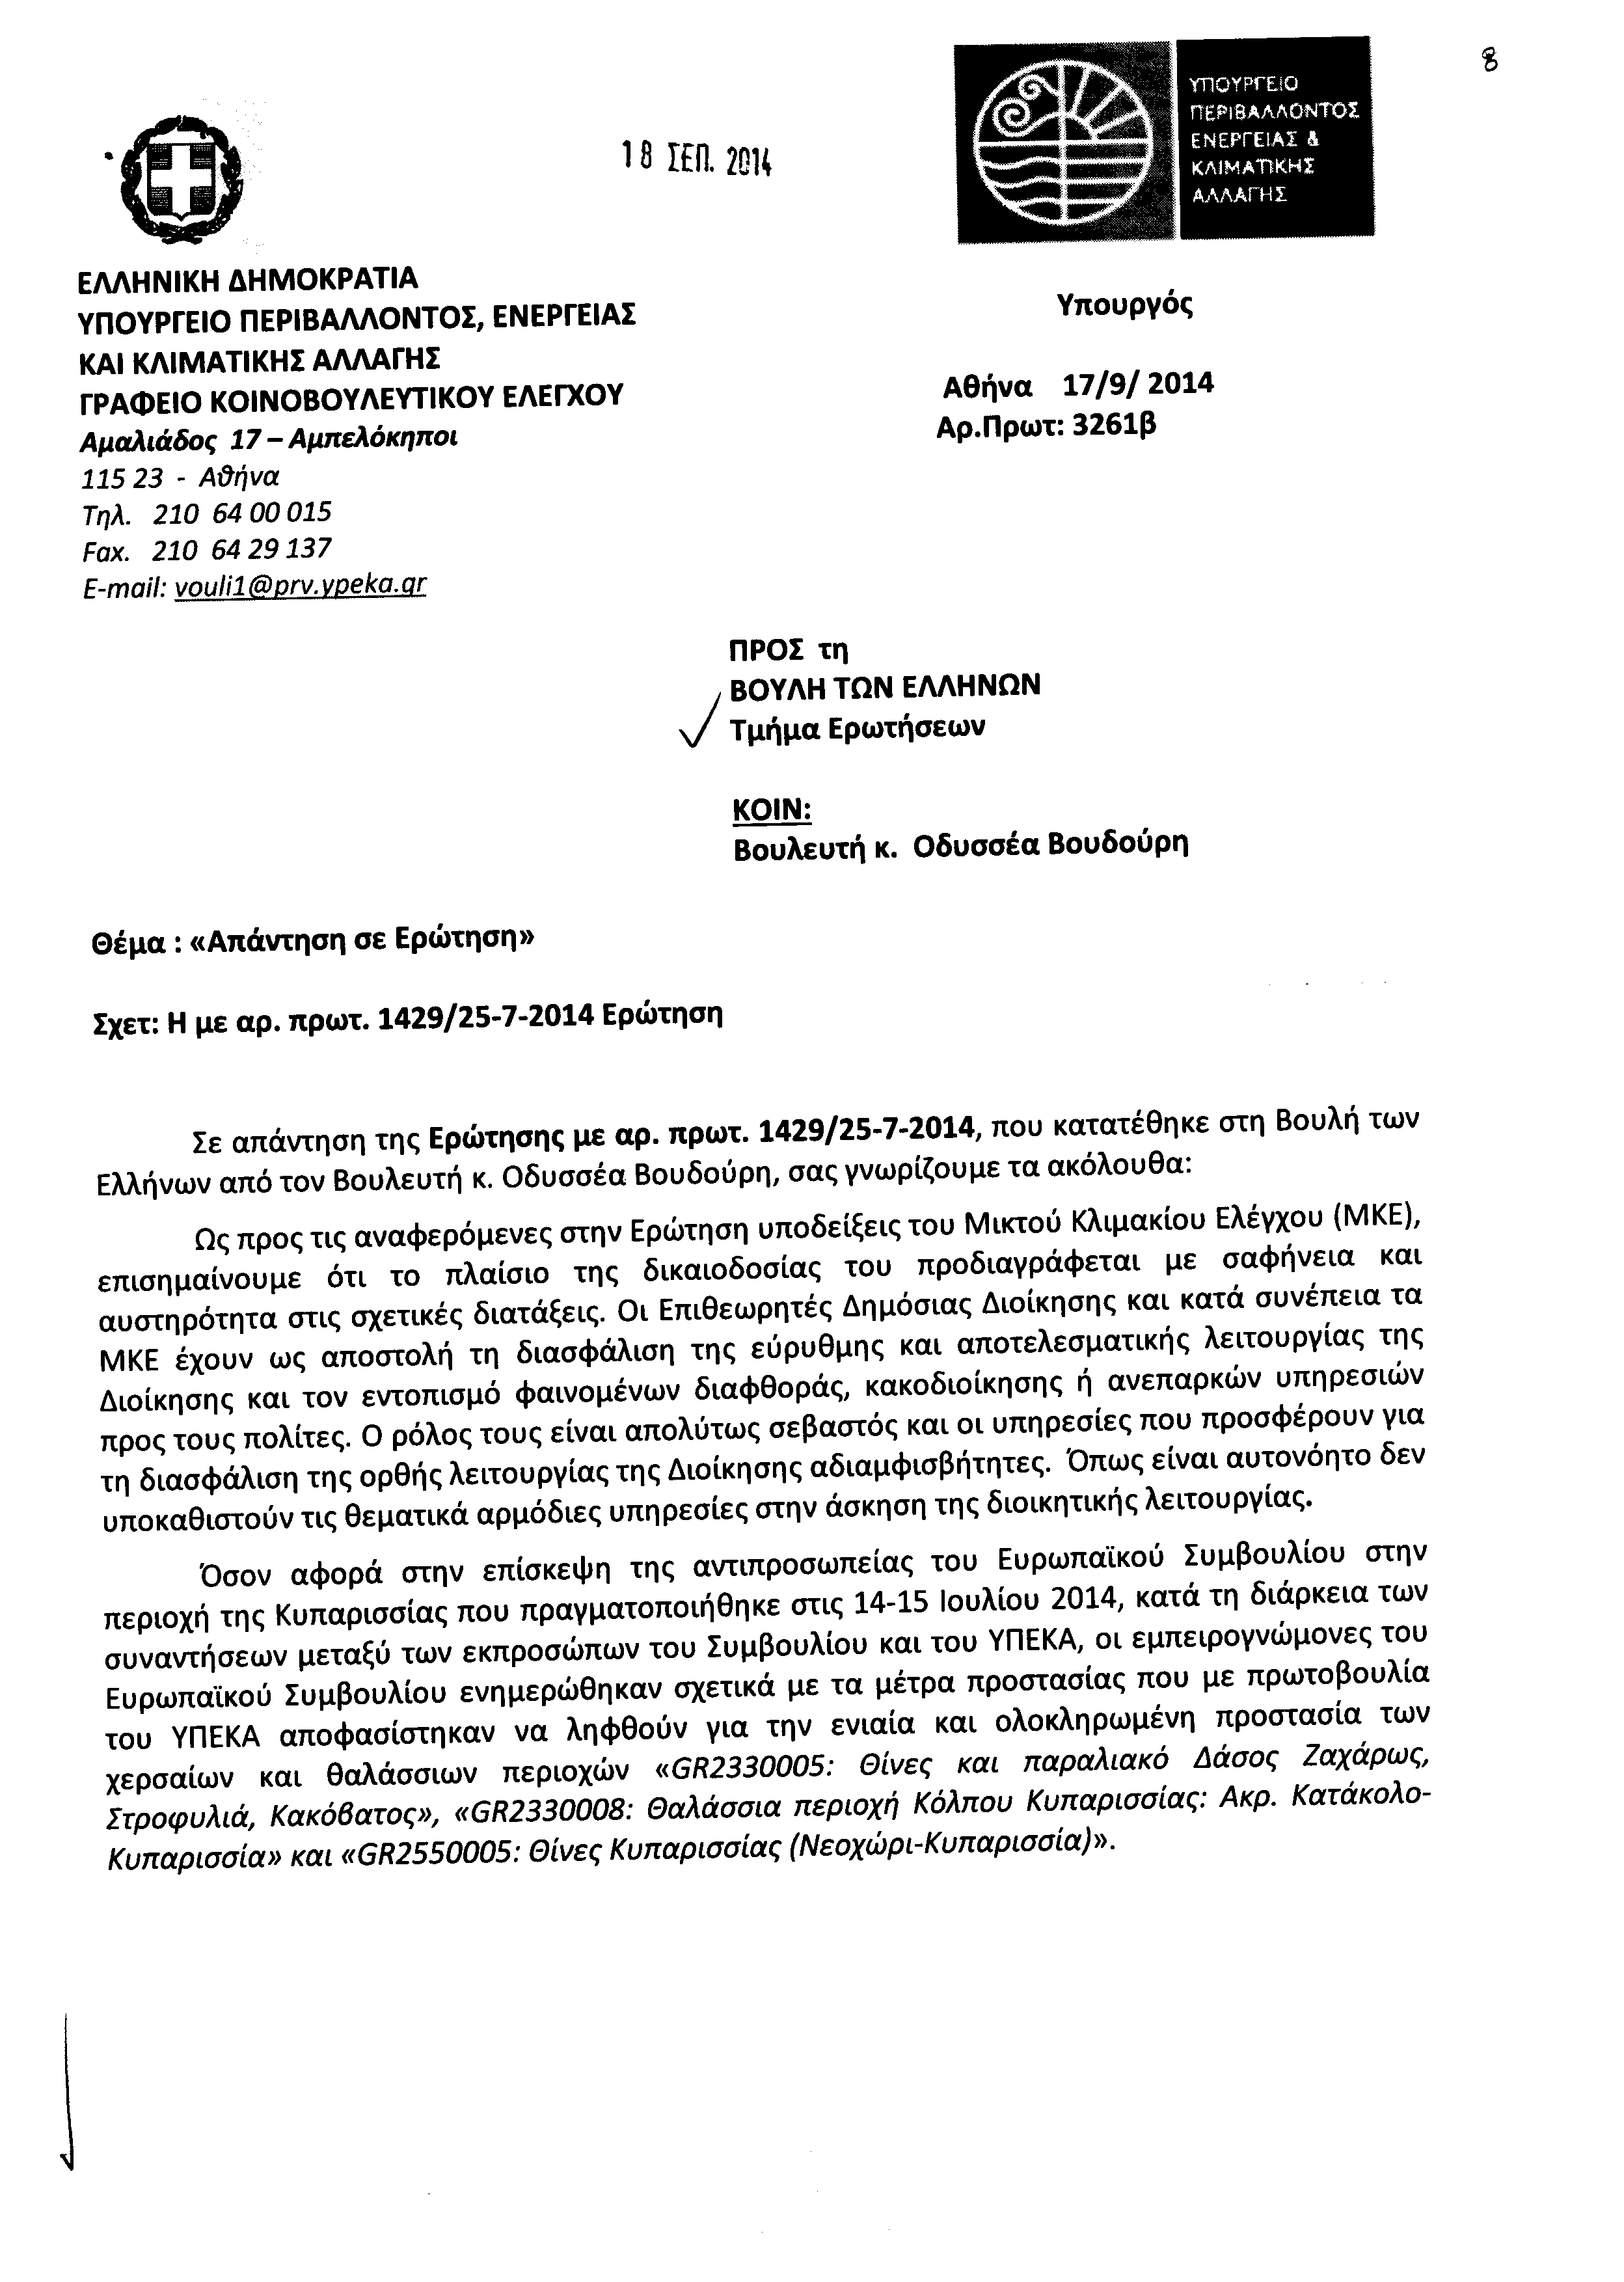 8
18 ΣΕΠ. 2014
ΥΠΟΥΡΓΕΙΟ
ΠΕΡΙΒΑΛΛΟΝΤΟΣ
ΕΝΕΡΓΕΙΑΣ &
ΚΛΙΜΑΤΙΚΗΣ
ΑΛΛΑΓΗΣ
ΕΛΛΗΝΙΚΗ ΔΗΜΟΚΡΑΤΙΑ
ΥΠΟΥΡΓΕΙΟ ΠΕΡΙΒΑΛΛΟΝΤΟΣ, ΕΝΕΡΓΕΙΑΣ
ΚΑΙ ΚΛΙΜΑΤΙΚΗΣ ΑΛΛΑΓΗΣ
ΓΡΑΦΕΙΟ ΚΟΙΝΟΒΟΥΛΕΥΤΙΚΟΥ ΕΛΕΓΧΟΥ
Αμαλιάδος 17 – Αμπελόκηποι
115 23 - Αθήνα
Τηλ. 210 64 00 015
Fax. 210 64 29 137
E-mail: vouli1@prv.ypeka.gr
Υπουργός
Αθήνα 17/9/ 2014
Αρ.Πρωτ: 3261β
ΠΡΟΣ τη
ΒΟΥΛΗ ΤΩΝ ΕΛΛΗΝΩΝ
Τμήμα Ερωτήσεων
ΚΟΙΝ:
Βουλευτή κ. Οδυσσέα Βουδούρη
Θέμα : «Απάντηση σε Ερώτηση»
Σχετ: Η με αρ. πρωτ. 1429/25-7-2014 Ερώτηση
Σε απάντηση της Ερώτησης με αρ. πρωτ. 1429/25-7-2014, που κατατέθηκε στη Βουλή των
Ελλήνων από τον Βουλευτή κ. Οδυσσέα Βουδούρη, σας γνωρίζουμε τα ακόλουθα:
Ως προς τις αναφερόμενες στην Ερώτηση υποδείξεις του Μικτού Κλιμακίου Ελέγχου (ΜΚΕ),
επισημαίνουμε ότι το πλαίσιο της δικαιοδοσίας του προδιαγράφεται με σαφήνεια και
αυστηρότητα στις σχετικές διατάξεις. Οι Επιθεωρητές Δημόσιας Διοίκησης και κατά συνέπεια τα
ΜΚΕ έχουν ως αποστολή τη διασφάλιση της εύρυθμης και αποτελεσματικής λειτουργίας της
Διοίκησης και τον εντοπισμό φαινομένων διαφθοράς, κακοδιοίκησης ή ανεπαρκών υπηρεσιών
προς τους πολίτες. Ο ρόλος τους είναι απολύτως σεβαστός και οι υπηρεσίες που προσφέρουν για
τη διασφάλιση της ορθής λειτουργίας της Διοίκησης αδιαμφισβήτητες. Όπως είναι αυτονόητο δεν
υποκαθιστούν τις θεματικά αρμόδιες υπηρεσίες στην άσκηση της διοικητικής λειτουργίας.
Όσον αφορά στην επίσκεψη της αντιπροσωπείας του Ευρωπαϊκού Συμβουλίου στην
περιοχή της Κυπαρισσίας που πραγματοποιήθηκε στις 14-15 Ιουλίου 2014, κατά τη διάρκεια των
συναντήσεων μεταξύ των εκπροσώπων του Συμβουλίου και του ΥΠΕΚΑ, οι εμπειρογνώμονες του
Ευρωπαϊκού Συμβουλίου ενημερώθηκαν σχετικά με τα μέτρα προστασίας που με πρωτοβουλία
του ΥΠΕΚΑ αποφασίστηκαν να ληφθούν για την ενιαία και ολοκληρωμένη προστασία των
χερσαίων και θαλάσσιων περιοχών «GR2330005: Θίνες και παραλιακό Δάσος Ζαχάρως,
Στροφυλιά, Κακόβατος», «GR2330008: Θαλάσσια περιοχή Κόλπου Κυπαρισσίας: Ακρ. Κατάκολο-
Κυπαρισσία» και «GR2550005: Θίνες Κυπαρισσίας (Νεοχώρι-Κυπαρισσία)».